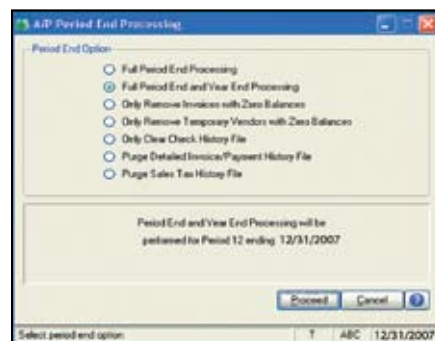 A/P Period End Processing
Period End Option
Full Period End Processing
Full Period End and Year End Processing
Only Remove Invoices with Zero Balances
Only Remove Temporary Vendors with Zero Balances
Only Clear Check History File
Purge Detailed Invoice/Payment History File
Purge Sales Tax History File
Period End and Year End Processing will be
performed for Period 12 ending 12/31/2007
Proceed Cancel
Select period end option ABC 12/31/2007